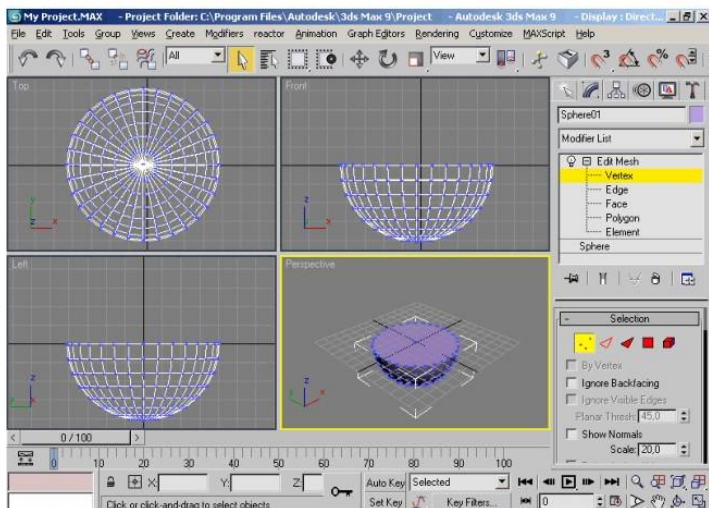 My Project.MAX - Project Folder: C:\Program Files\Autodesk\3ds Max 9\Project - Autodesk 3ds Max 9 - Display : Direct...
File Edit Tools Group Views Create Modifiers reactor Animation Graph Editors Rendering Customize MAXScript Help
All View 3
Top
Front
Left
Perspective
Sphere01
Modifier List
Edit Mesh
Vertex
Edge
Face
Polygon
Element
Sphere
Selection
By Vertex
Ignore Backfacing
Ignore Visible Edges
Planar Thresh: 45,0
Show Normals
Scale: 20,0
0 / 100
0 10 20 30 40 50 60 70 80 90 100
X: Y: Z: Auto Key Selected
Click or click-and-drag to select objects Set Key Key Filters... 0